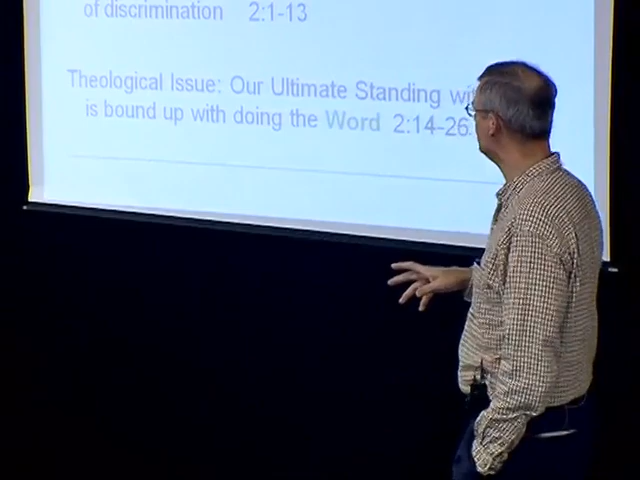 of discrimination 2:1-13
Theological Issue: Our Ultimate Standing
is bound up with doing the Word 2:14-26